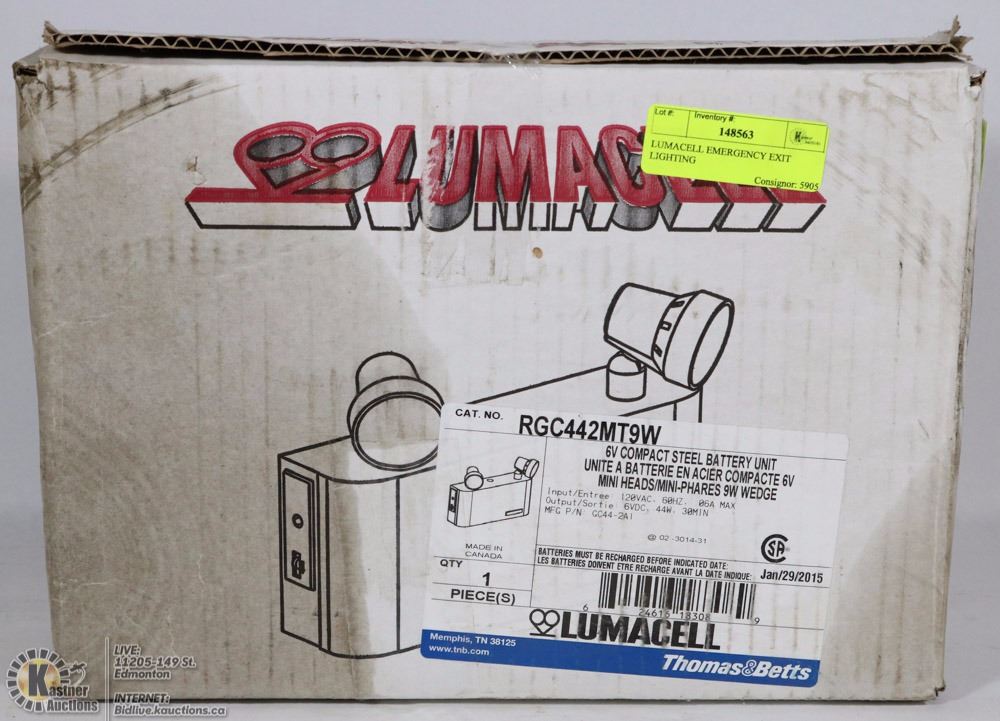 LUMACELL
Lot #: Inventory #:
148563
Kastner Auctions
LUMACELL EMERGENCY EXIT
LIGHTING
Consignor: 5905
CAT. NO. RGC442MT9W
6V COMPACT STEEL BATTERY UNIT
UNITE A BATTERIE EN ACIER COMPACTE 6V
MINI HEADS/MINI-PHARES 9W WEDGE
Input/Entree: 120VAC, 60HZ, .06A MAX
Output/Sortie: 6VDC, 44W, 30MIN
MFG P/N GC44-2A1
@ 02-3014-31
MADE IN
CANADA
SA
BATTERIES MUST BE RECHARGED BEFORE INDICATED DATE:
LES BATTERIES DOIVENT ETRE RECHARGE AVANT LA DATE INDIQUE: Jan/29/2015
QTY
1
PIECE(S)
6 24615 18308 9
LUMACELL
Memphis, TN 38125
www.tnb.com
Thomas&Betts
Kastner
Auctions
LIVE:
11205-149 St.
Edmonton
INTERNET:
Bidlive.kauctions.ca